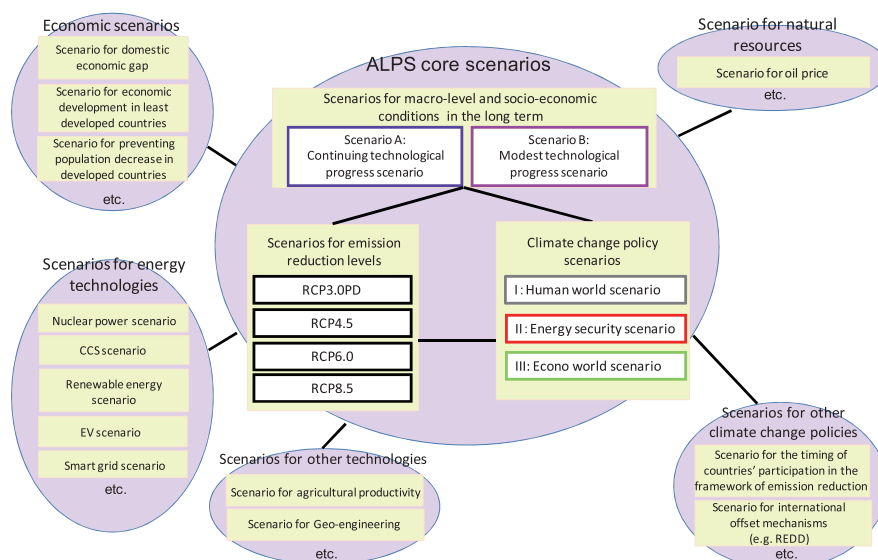 Economic scenarios
Scenario for domestic
economic gap
Scenario for economic
development in least
developed countries
Scenario for preventing
population decrease in
developed countries
etc.
ALPS core scenarios
Scenarios for macro-level and socio-economic
conditions in the long term
Scenario A:
Continuing technological
progress scenario
Scenario B:
Modest technological
progress scenario
Scenario for natural
resources
Scenario for oil price
etc.
Scenarios for emission
reduction levels
RCP3.0PD
RCP4.5
RCP6.0
RCP8.5
Climate change policy
scenarios
I : Human world scenario
II : Energy security scenario
III: Econo world scenario
Scenarios for energy
technologies
Nuclear power scenario
CCS scenario
Renewable energy
scenario
EV scenario
Smart grid scenario
etc.
Scenarios for other technologies
Scenario for agricultural productivity
Scenario for Geo-engineering
etc.
Scenarios for other
climate change policies
Scenario for the timing of
countries' participation in the
framework of emission reduction
Scenario for international
offset mechanisms
(e.g. REDD)
etc.